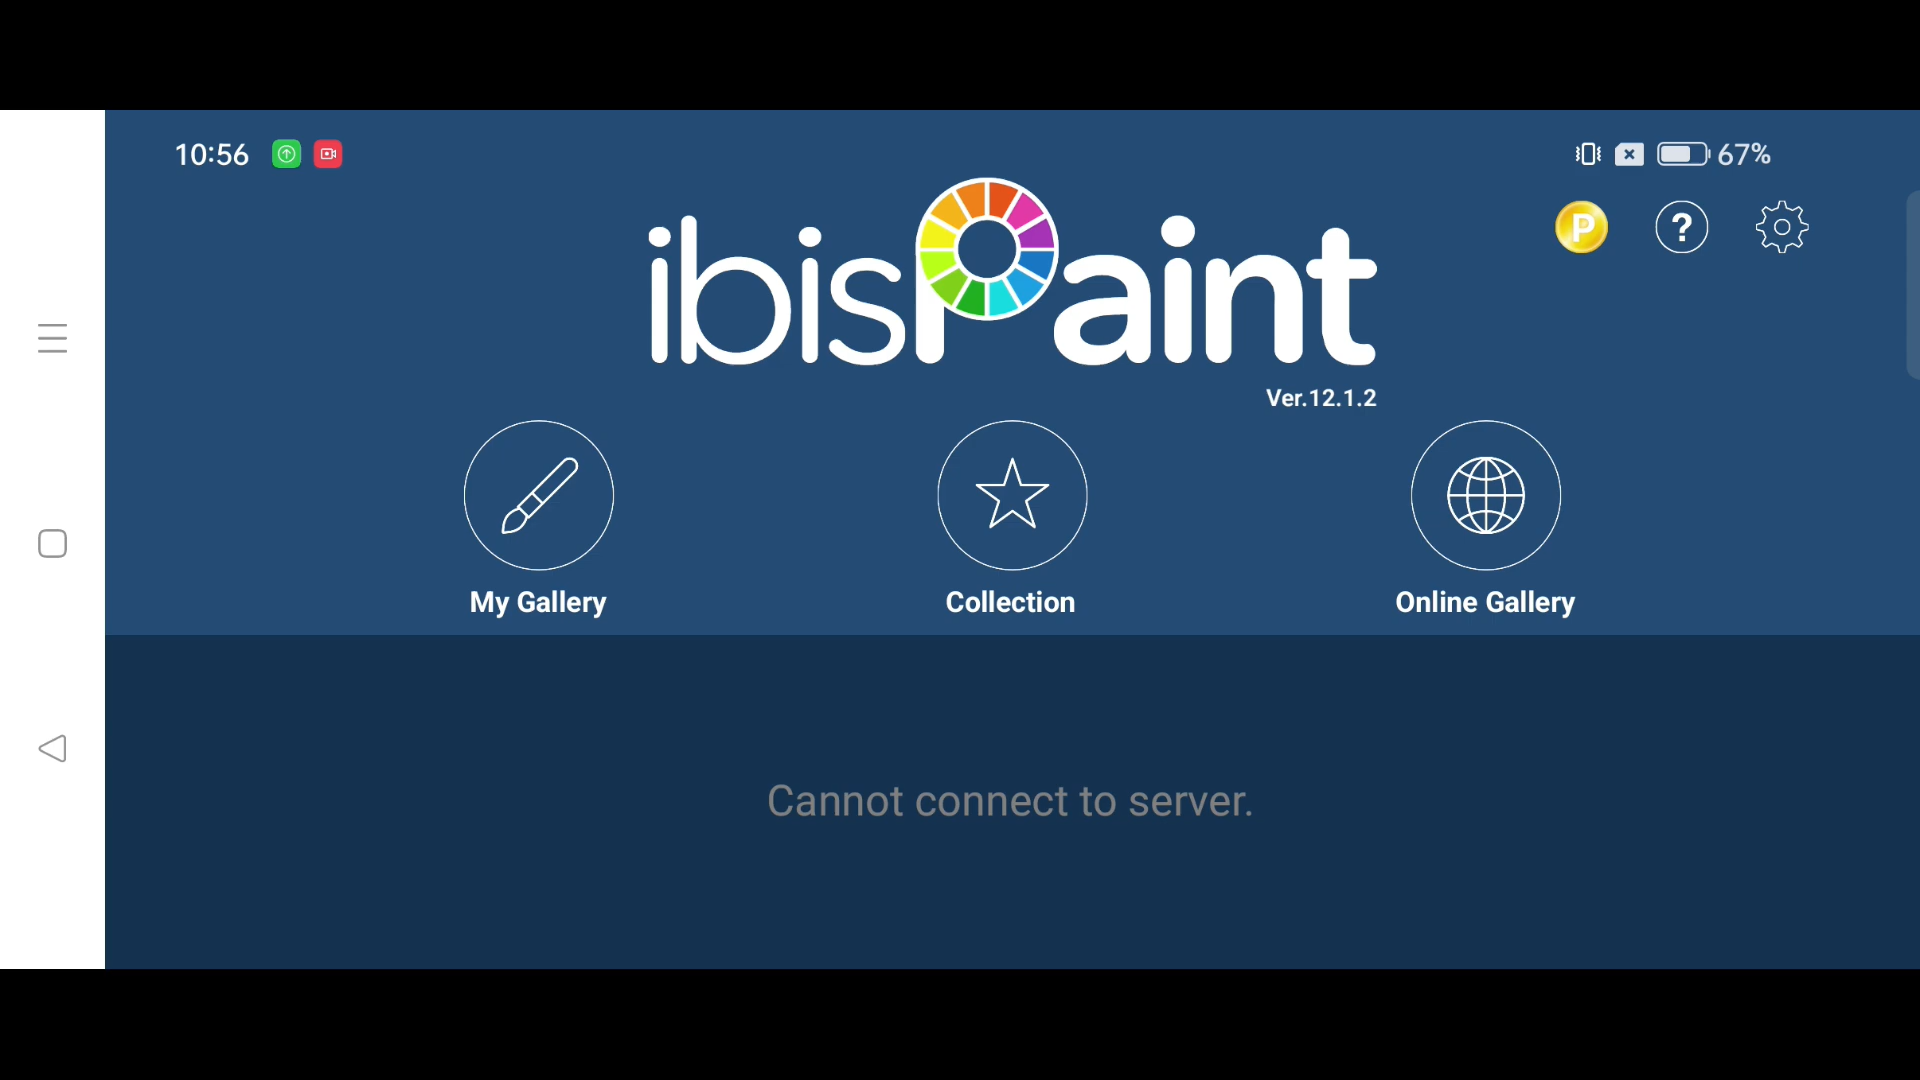 10:56
67%
P ?
ibisPaint
Ver.12.1.2
My Gallery
Collection
Online Gallery
Cannot connect to server.